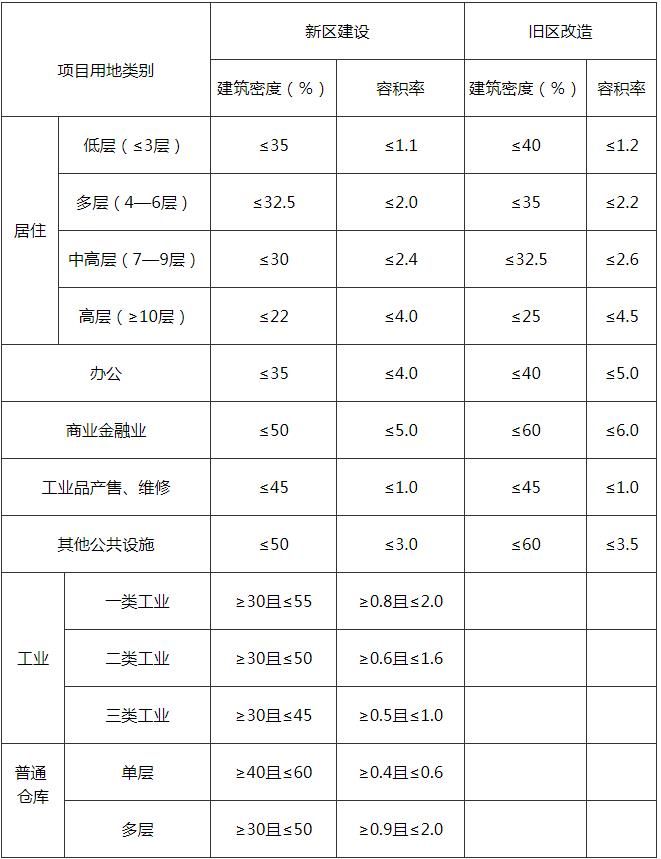 项目用地类别 新区建设 旧区改造
建筑密度（%） 容积率 建筑密度（%） 容积率
居住 低层（≤3层） ≤35 ≤1.1 ≤40 ≤1.2
多层（4—6层） ≤32.5 ≤2.0 ≤35 ≤2.2
中高层（7—9层） ≤30 ≤2.4 ≤32.5 ≤2.6
高层（≥10层） ≤22 ≤4.0 ≤25 ≤4.5
办公 ≤35 ≤4.0 ≤40 ≤5.0
商业金融业 ≤50 ≤5.0 ≤60 ≤6.0
工业品产售、维修 ≤45 ≤1.0 ≤45 ≤1.0
其他公共设施 ≤50 ≤3.0 ≤60 ≤3.5
工业 一类工业 ≥30且≤55 ≥0.8且≤2.0
二类工业 ≥30且≤50 ≥0.6且≤1.6
三类工业 ≥30且≤45 ≥0.5且≤1.0
普通
仓库 单层 ≥40且≤60 ≥0.4且≤0.6
多层 ≥30且≤50 ≥0.9且≤2.0